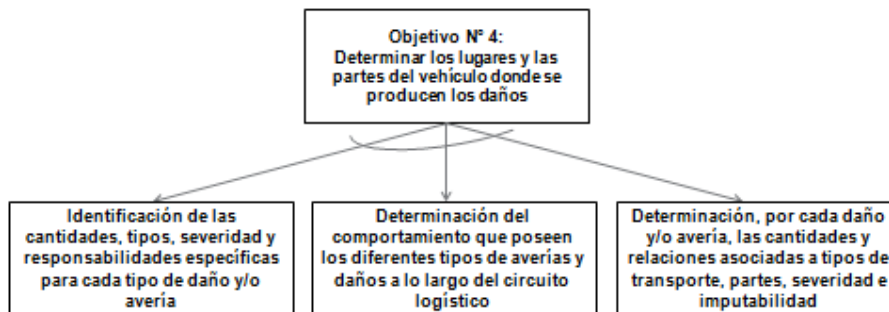 Objetivo N° 4:
Determinar los lugares y las
partes del vehículo donde se
producen los daños
Identificación de las
cantidades, tipos, severidad y
responsabilidades específicas
para cada tipo de daño y/o
avería
Determinación del
comportamiento que poseen
los diferentes tipos de averías y
daños a lo largo del circuito
logístico
Determinación, por cada daño
y/o avería, las cantidades y
relaciones asociadas a tipos de
transporte, partes, severidad e
imputabilidad